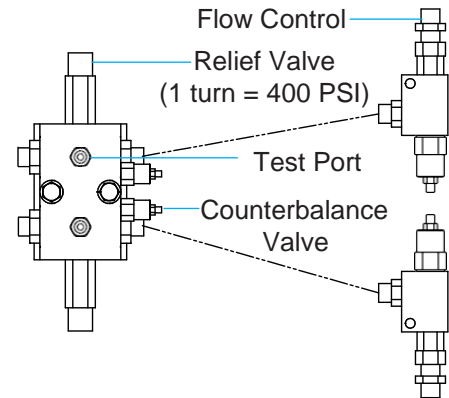 Flow Control
Relief Valve
(1 turn = 400 PSI)
Test Port
Counterbalance
Valve